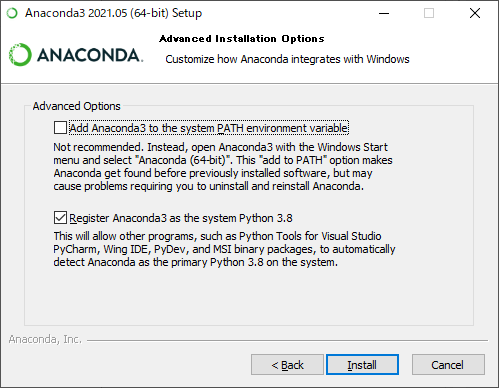 Anaconda3 2021.05 (64-bit) Setup
Advanced Installation Options
Customize how Anaconda integrates with Windows
ANACONDA.
Advanced Options
Add Anaconda3 to the system PATH environment variable
Not recommended. Instead, open Anaconda3 with the Windows Start
menu and select "Anaconda (64-bit)". This "add to PATH" option makes
Anaconda get found before previously installed software, but may
cause problems requiring you to uninstall and reinstall Anaconda.
Register Anaconda3 as the system Python 3.8
This will allow other programs, such as Python Tools for Visual Studio
PyCharm, Wing IDE, PyDev, and MSI binary packages, to automatically
detect Anaconda as the primary Python 3.8 on the system.
Anaconda, Inc.
< Back
Install
Cancel